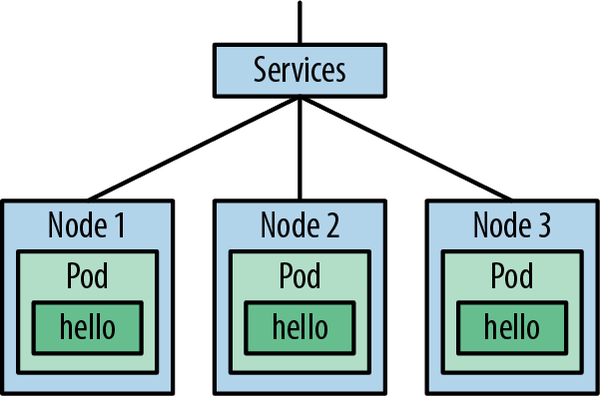 Services
Node 1
Node 2
Node 3
Pod
Pod
Pod
hello
hello
hello